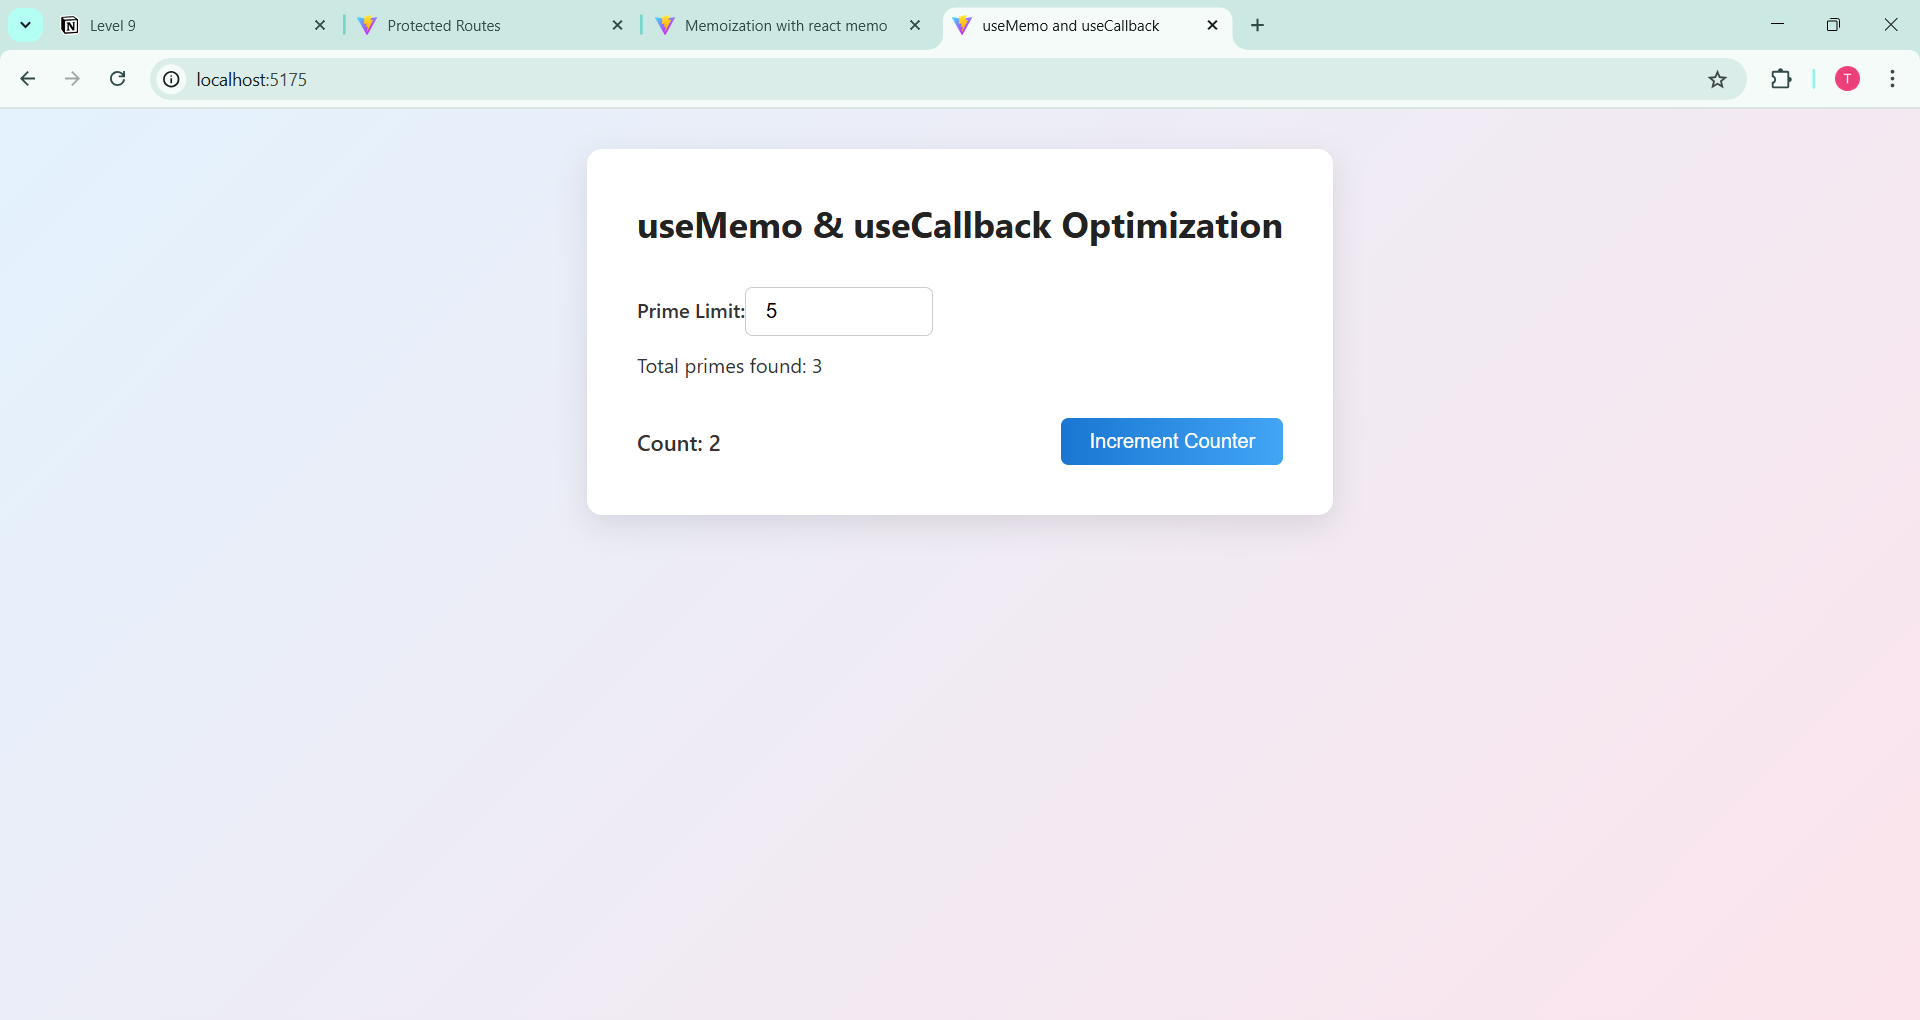 Level 9
Protected Routes
Memoization with react memo
useMemo and useCallback
localhost:5175
T
useMemo & useCallback Optimization
Prime Limit: 5
Total primes found: 3
Count: 2
Increment Counter